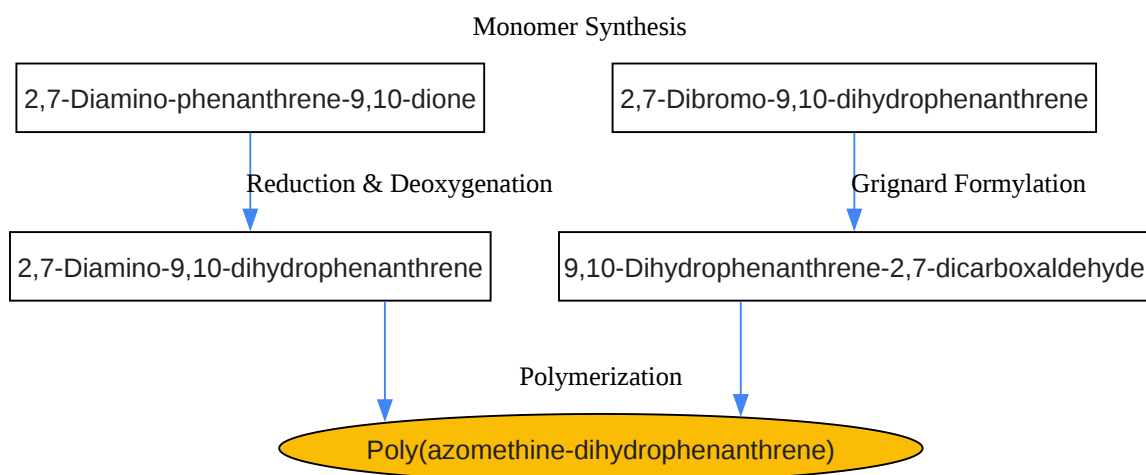 Monomer Synthesis
2,7-Diamino-phenanthrene-9,10-dione
2,7-Dibromo-9,10-dihydrophenanthrene
Reduction & Deoxygenation
Grignard Formylation
2,7-Diamino-9,10-dihydrophenanthrene
9,10-Dihydrophenanthrene-2,7-dicarboxaldehyde
Polymerization
Poly(azomethine-dihydrophenanthrene)